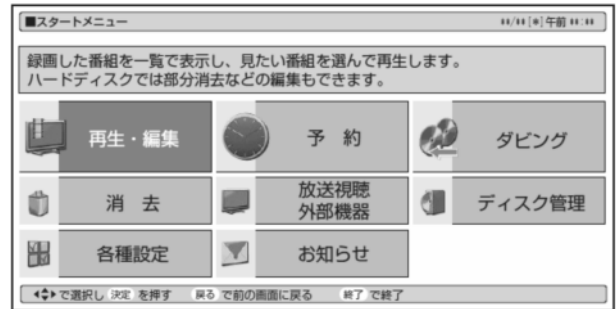 ■スタートメニュー
**/**[*]午前 **:**
録画した番組を一覧で表示し、見たい番組を選んで再生します。
ハードディスクでは部分消去などの編集もできます。
再生・編集
予 約
ダビング
消 去
放送視聴
外部機器
ディスク管理
各種設定
お知らせ
で選択し 決定 を押す 戻る で前の画面に戻る 終了 で終了